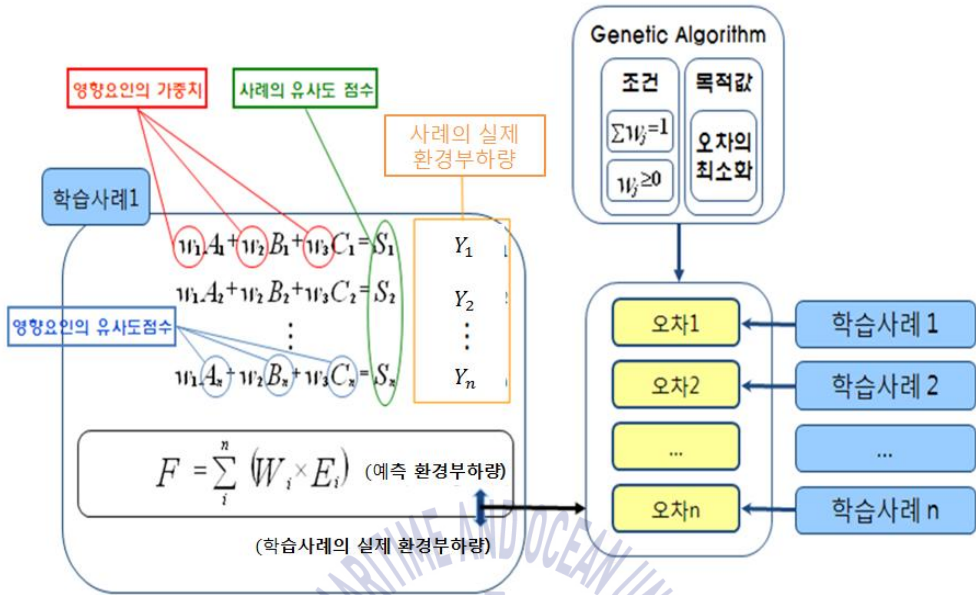 Genetic Algorithm
조건
목적값
∑w_j=1
w_j≥0
오차의
최소화
영향요인의 가중치
사례의 유사도 점수
사례의 실제
환경부하량
학습사례1
w₁A₁+w₂B₁+w₃C₁=S₁ Y₁
w₁A₂+w₂B₂+w₃C₂=S₂ Y₂
⋮ ⋮
영향요인의 유사도점수
w₁Aₙ+w₂Bₙ+w₃Cₙ=Sₙ Yₙ
F = ∑ⁿᵢ (Wᵢ×Eᵢ) (예측 환경부하량)
(학습사례의 실제 환경부하량)
오차1 학습사례 1
오차2 학습사례 2
... ...
오차n 학습사례 n
MARITIME AND OCEAN